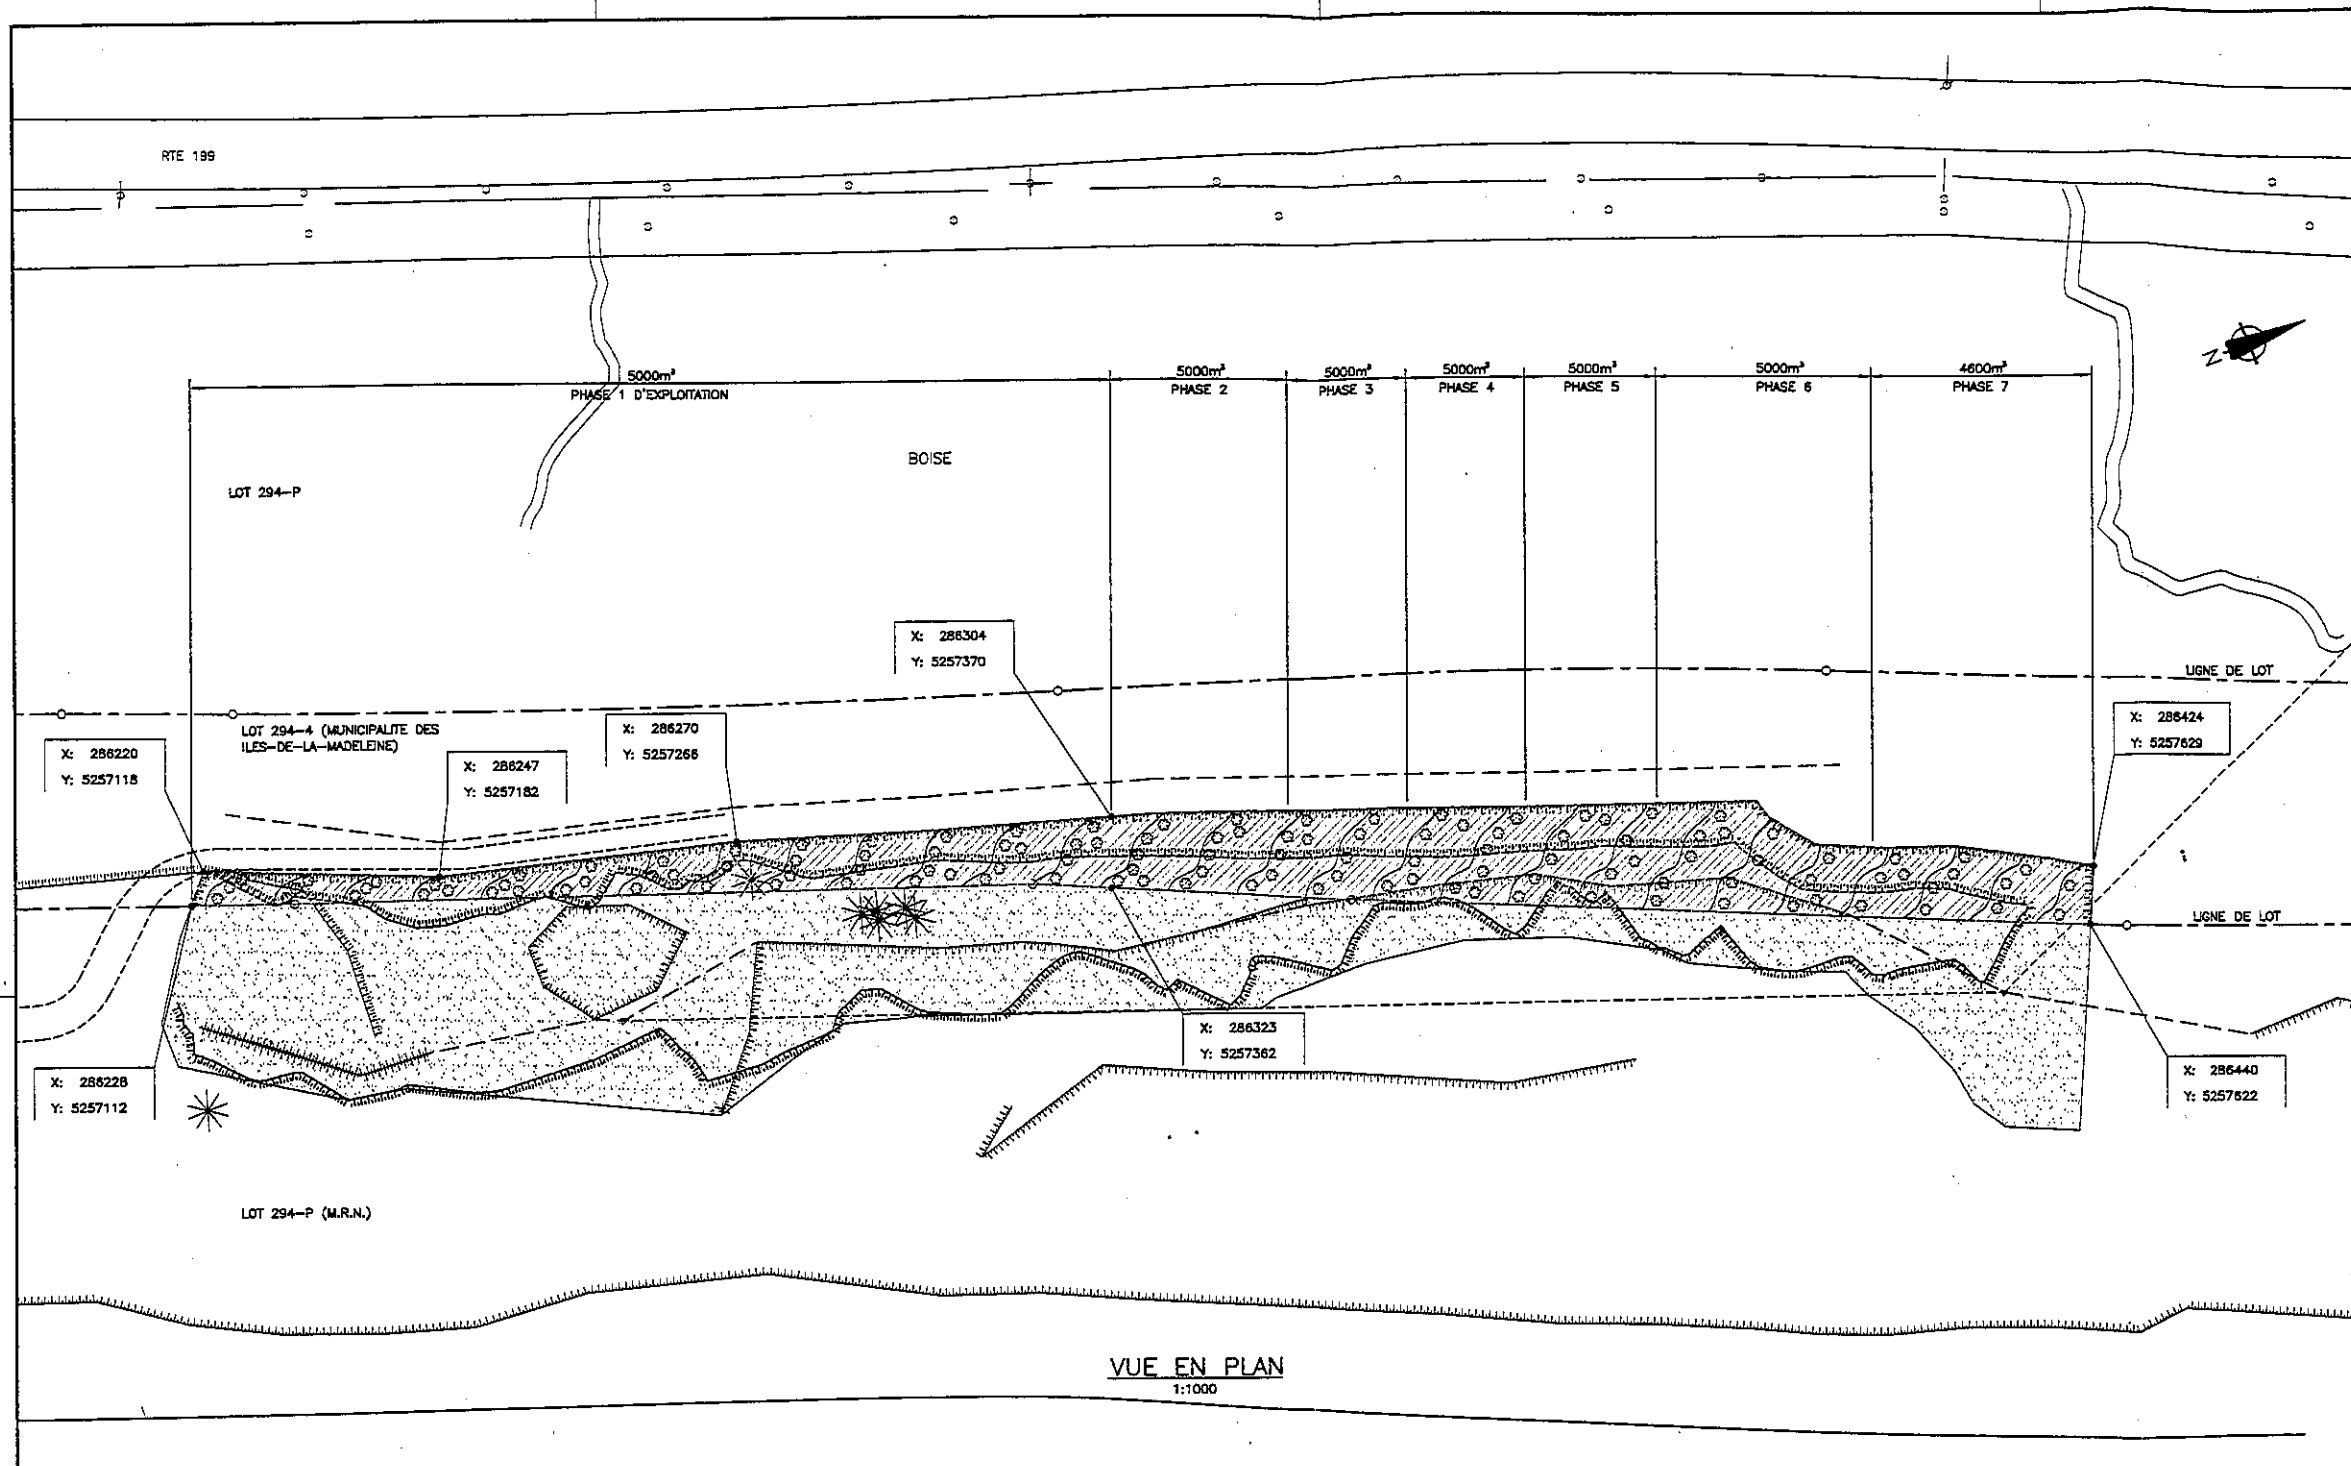 RTE 199
5000m³
5000m³
5000m³
5000m³
5000m³
5000m³
4600m³
PHASE 1 D'EXPLOITATION
PHASE 2
PHASE 3
PHASE 4
PHASE 5
PHASE 6
PHASE 7
N
BOISE
LOT 294-P
X: 286304
Y: 5257370
LIGNE DE LOT
LOT 294-4 (MUNICIPALITE DES
ILES-DE-LA-MADELEINE)
X: 286270
Y: 5257266
X: 286424
Y: 5257629
X: 286220
Y: 5257118
X: 286247
Y: 5257182
LIGNE DE LOT
X: 286323
Y: 5257362
X: 286228
Y: 5257112
X: 286440
Y: 5257622
LOT 294-P (M.R.N.)
VUE EN PLAN
1:1000